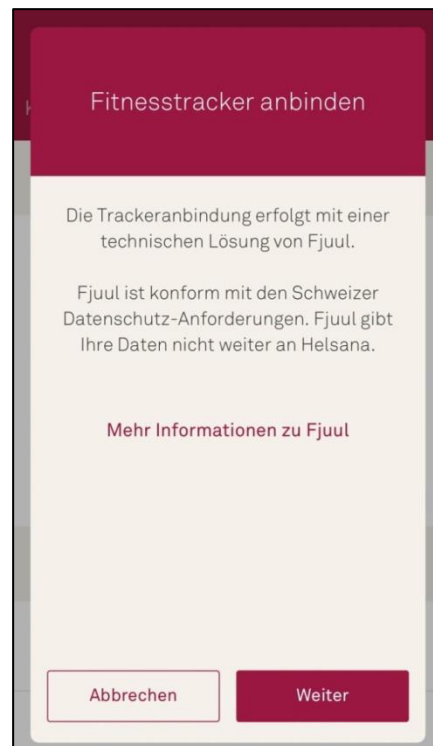 Fitnesstracker anbinden
Die Trackeranbindung erfolgt mit einer
technischen Lösung von Fjuul.
Fjuul ist konform mit den Schweizer
Datenschutz-Anforderungen. Fjuul gibt
Ihre Daten nicht weiter an Helsana.
Mehr Informationen zu Fjuul
Abbrechen
Weiter